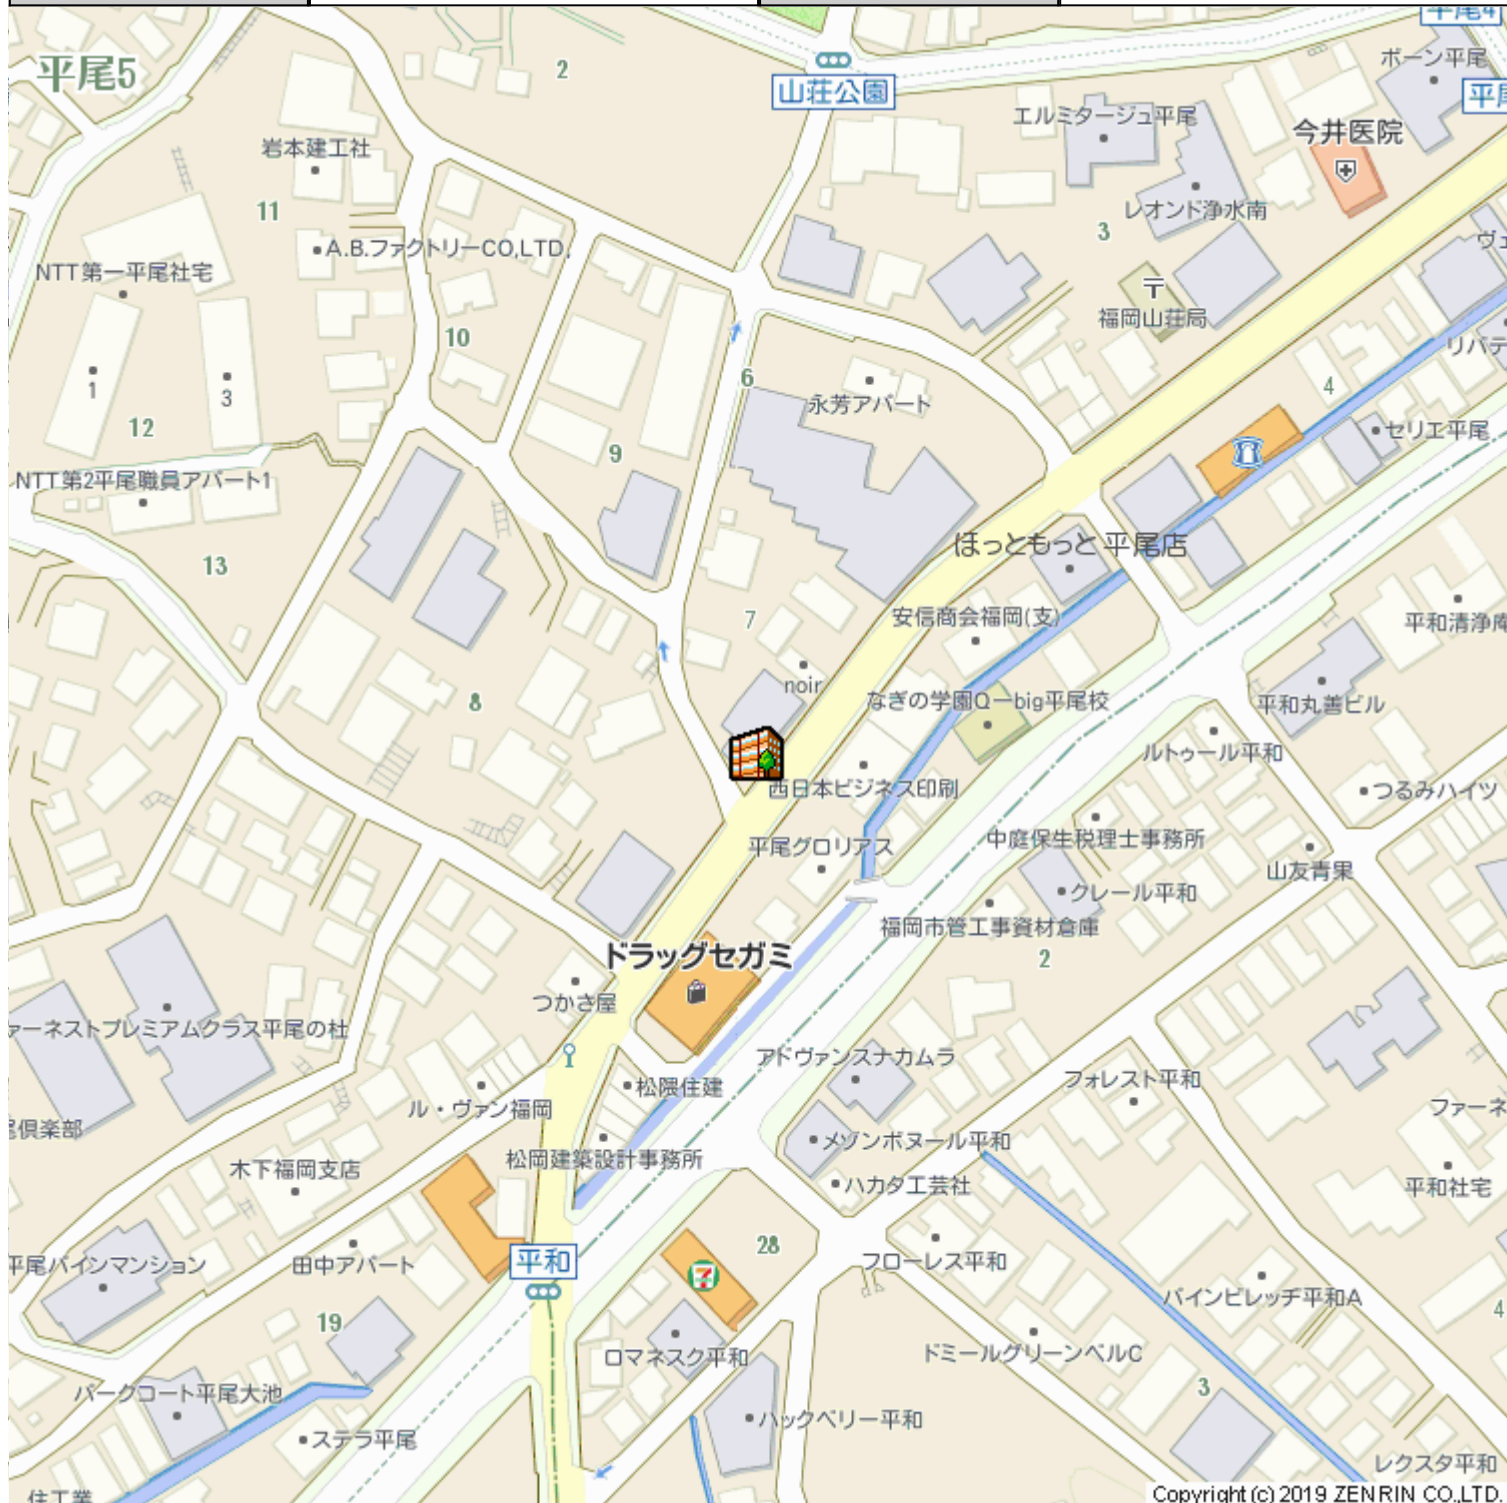 平尾4
平尾5
2
山荘公園
ボーン平尾
エルミタージュ平尾
今井医院
岩本建工社
11
レオンド浄水南
3
A.B.ファクトリーCO,LTD,
NTT第一平尾社宅
福岡山荘局
10
リバテ
1
3
6
永芳アパート
4
12
9
セリエ平尾
NTT第2平尾職員アパート1
ほっともっと 平尾店
13
7
安信商会福岡(支)
平和清浄庵
noir
なぎの学園Q－big平尾校
8
平和丸善ビル
ルトゥール平和
西日本ビジネス印刷
つるみハイツ
平尾グロリアス
中庭保生税理士事務所
山友青果
クレール平和
福岡市管工事資材倉庫
ドラッグセガミ
2
つかさ屋
ァーネストプレミアムクラス平尾の杜
アドヴァンスナカムラ
フォレスト平和
松隈住建
ル・ヴァン福岡
ファーネ
倶楽部
メゾンボヌール平和
松岡建築設計事務所
木下福岡支店
ハカタ工芸社
平和社宅
28
平和
フローレス平和
平尾パインマンション
田中アパート
7
パインビレッヂ平和A
4
19
ロマネスク平和
ドミールグリーンベルC
パークコート平尾大池
3
ハックベリー平和
ステラ平尾
レクスタ平和
住工業
Copyright (c) 2019 ZENRIN CO.,LTD